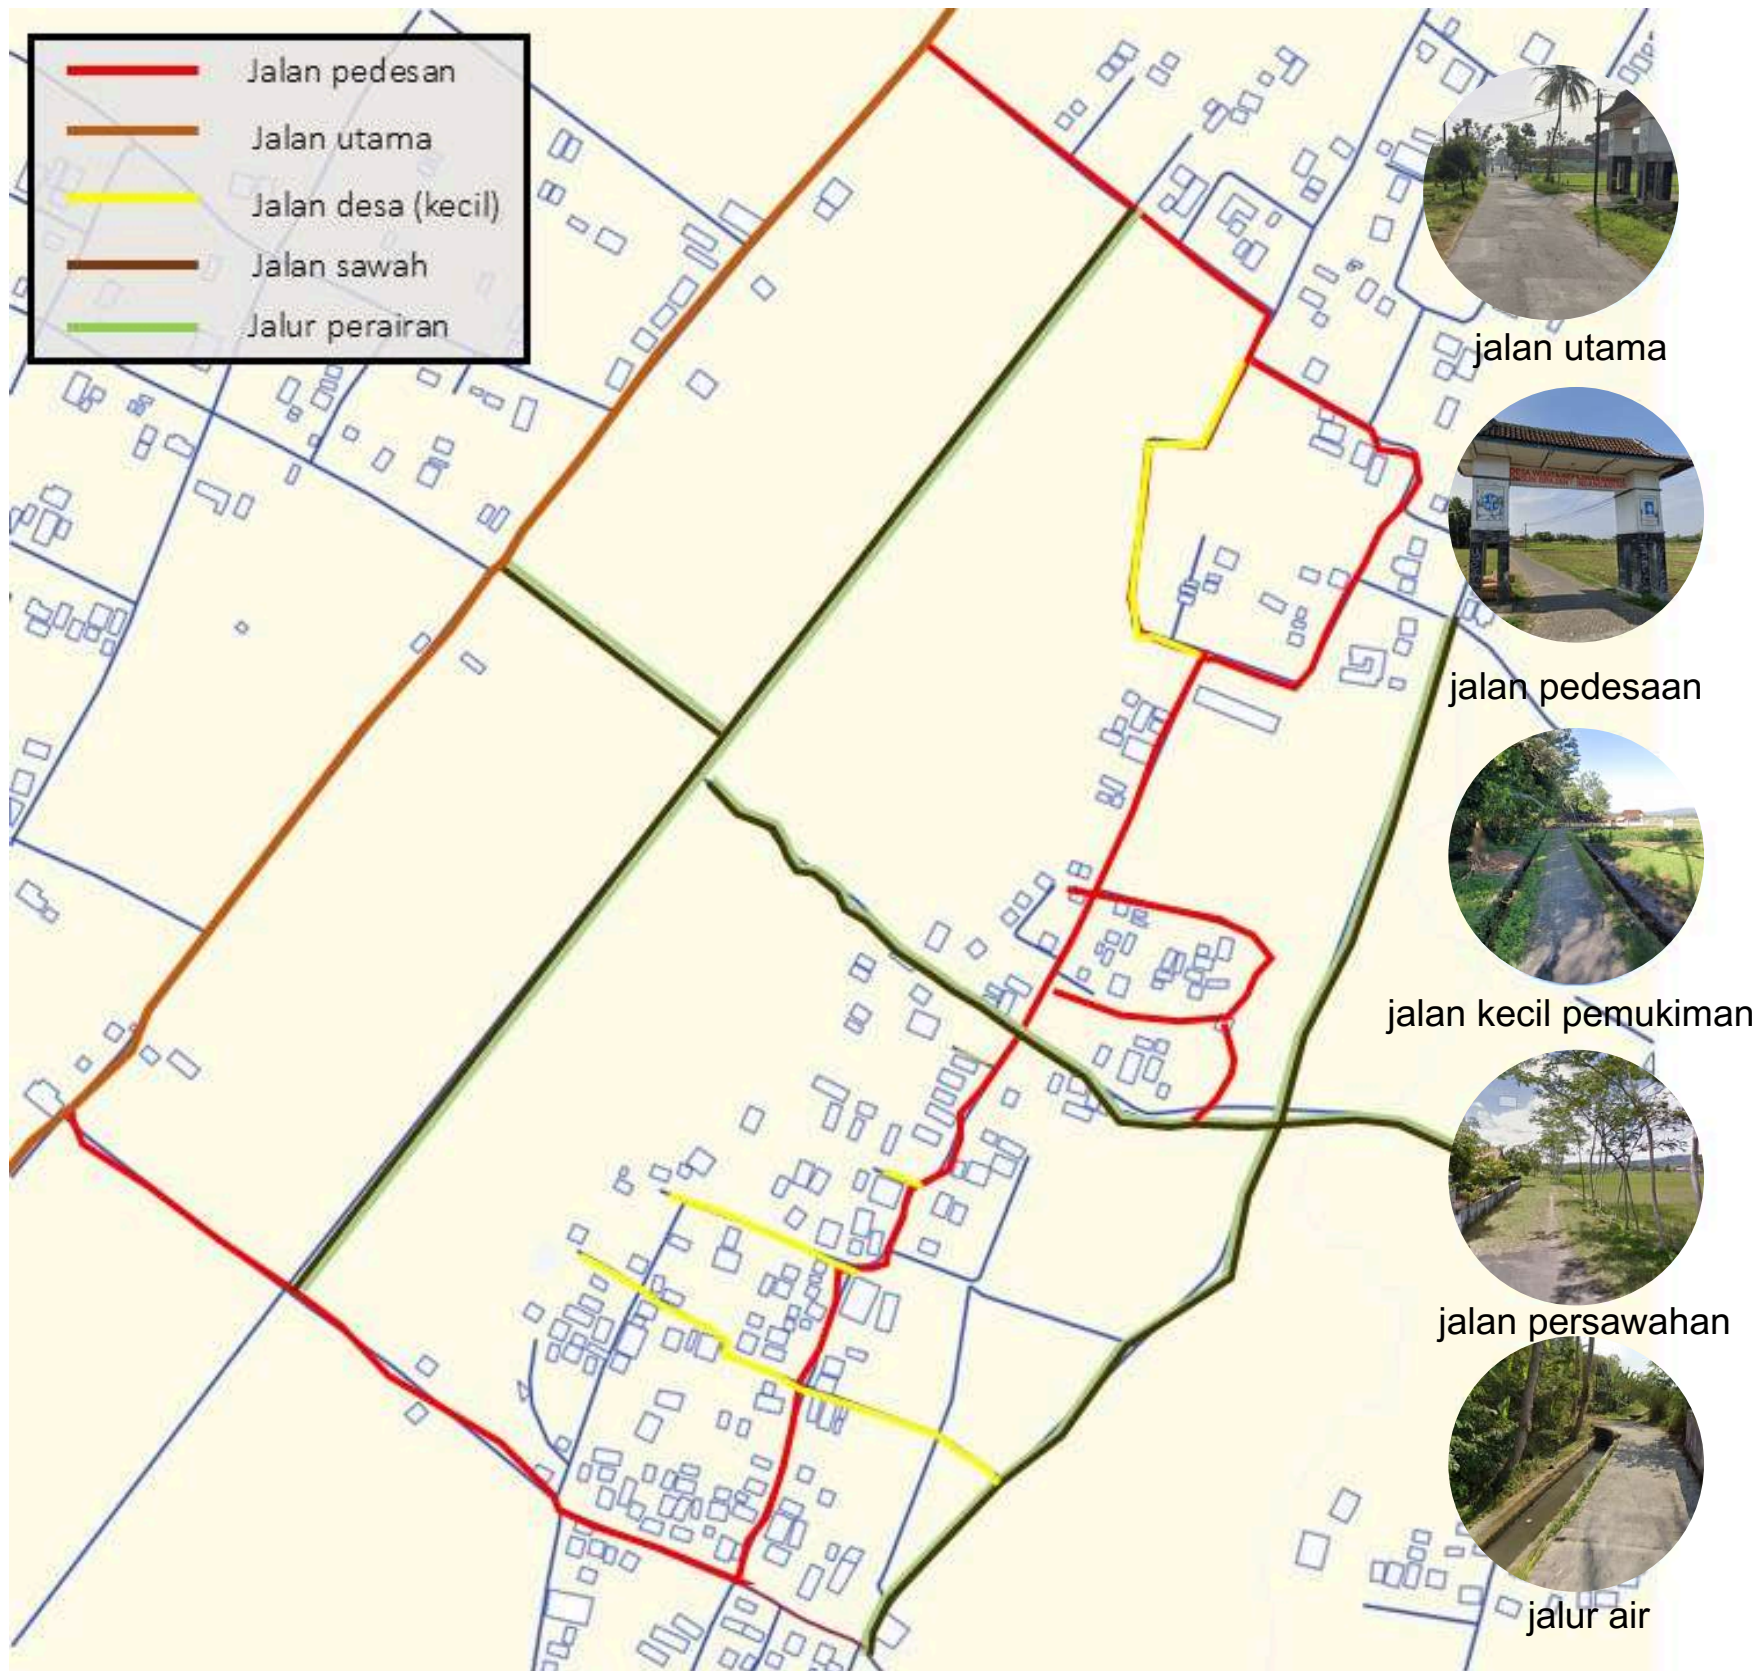 Jalan pedesan
Jalan utama
Jalan desa (kecil)
Jalan sawah
Jalur perairan
jalan utama
jalan pedesaan
jalan kecil pemukiman
jalan persawahan
jalur air